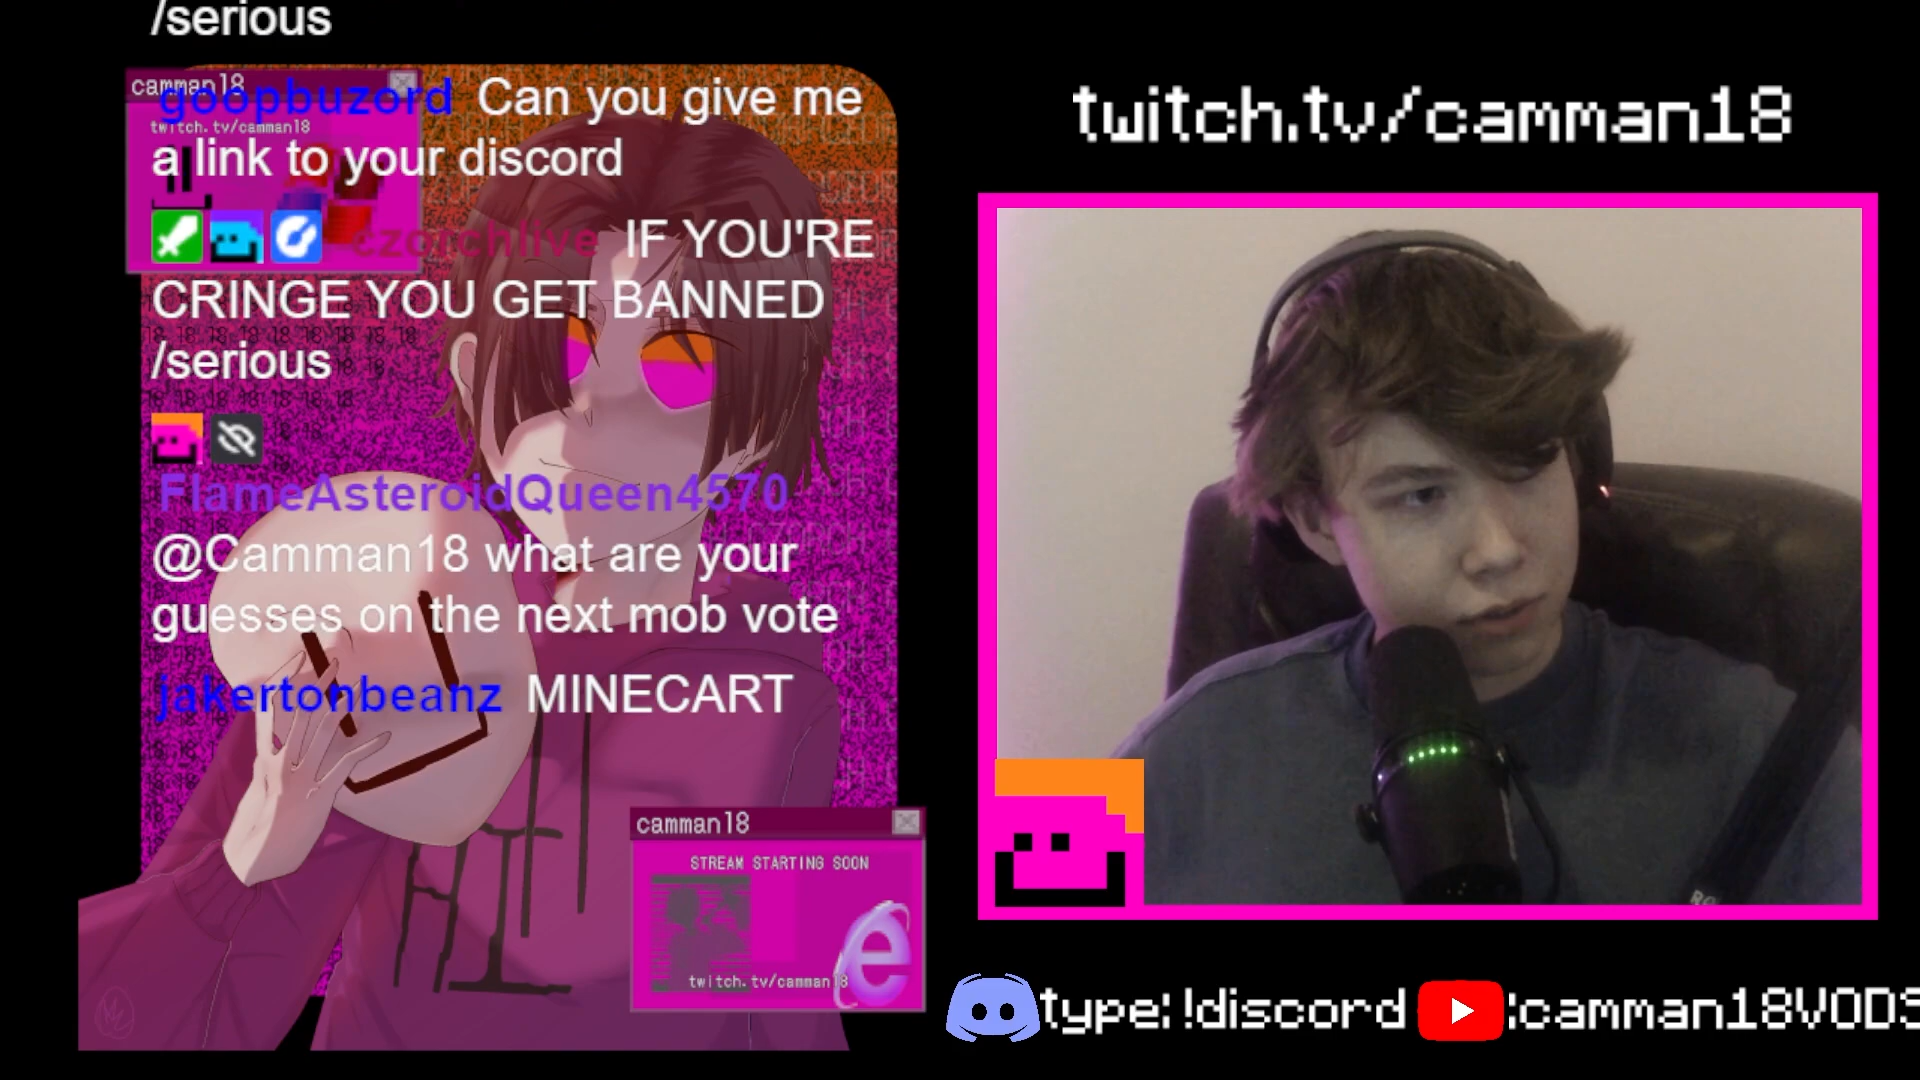 /serious
camman18
goopbuzord Can you give me
twitch.tv/camman18
a link to your discord
czorchlive IF YOU'RE
CRINGE YOU GET BANNED
/serious
FlameAsteroidQueen4570
@Camman18 what are your
guesses on the next mob vote
jakertonbeanz MINECART
camman18
STREAM STARTING SOON
twitch.tv/camman18
twitch.tv/camman18
type: !discord
:camman18VODS